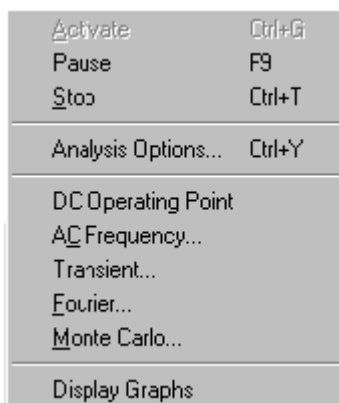 Activate Ctrl+G
Pause F9
Stop Ctrl+T
Analysis Options... Ctrl+Y
DC Operating Point
AC Frequency...
Transient...
Fourier...
Monte Carlo...
Display Graphs